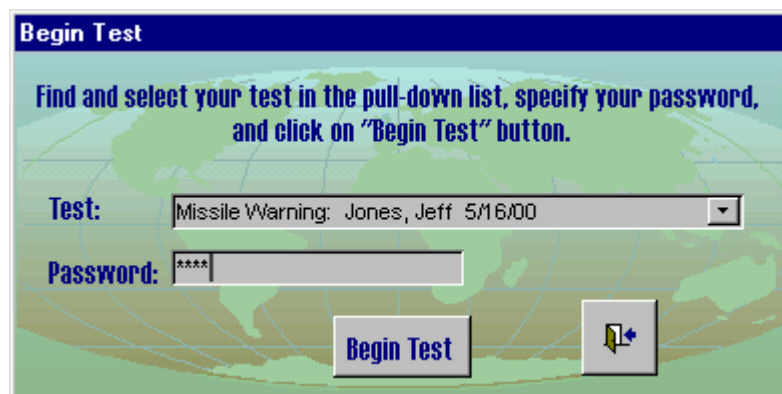 Begin Test
Find and select your test in the pull-down list, specify your password,
and click on "Begin Test" button.
Test: Missile Warning: Jones, Jeff 5/16/00
Password: ****
Begin Test